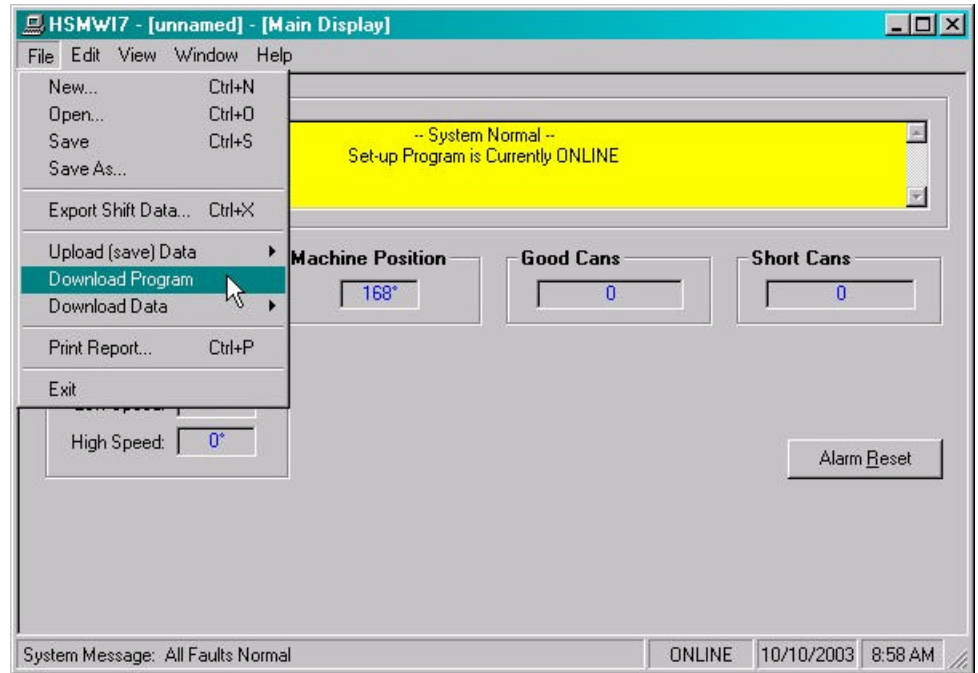 HSMWI7 - [unnamed] - [Main Display]
File Edit View Window Help
New... Ctrl+N
Open... Ctrl+O
Save Ctrl+S
Save As...
Export Shift Data... Ctrl+X
Upload (save) Data
Download Program
Download Data
Print Report... Ctrl+P
Exit
-- System Normal --
Set-up Program is Currently ONLINE
Machine Position
168°
Good Cans
0
Short Cans
0
High Speed: 0°
Alarm Reset
System Message: All Faults Normal ONLINE 10/10/2003 8:58 AM